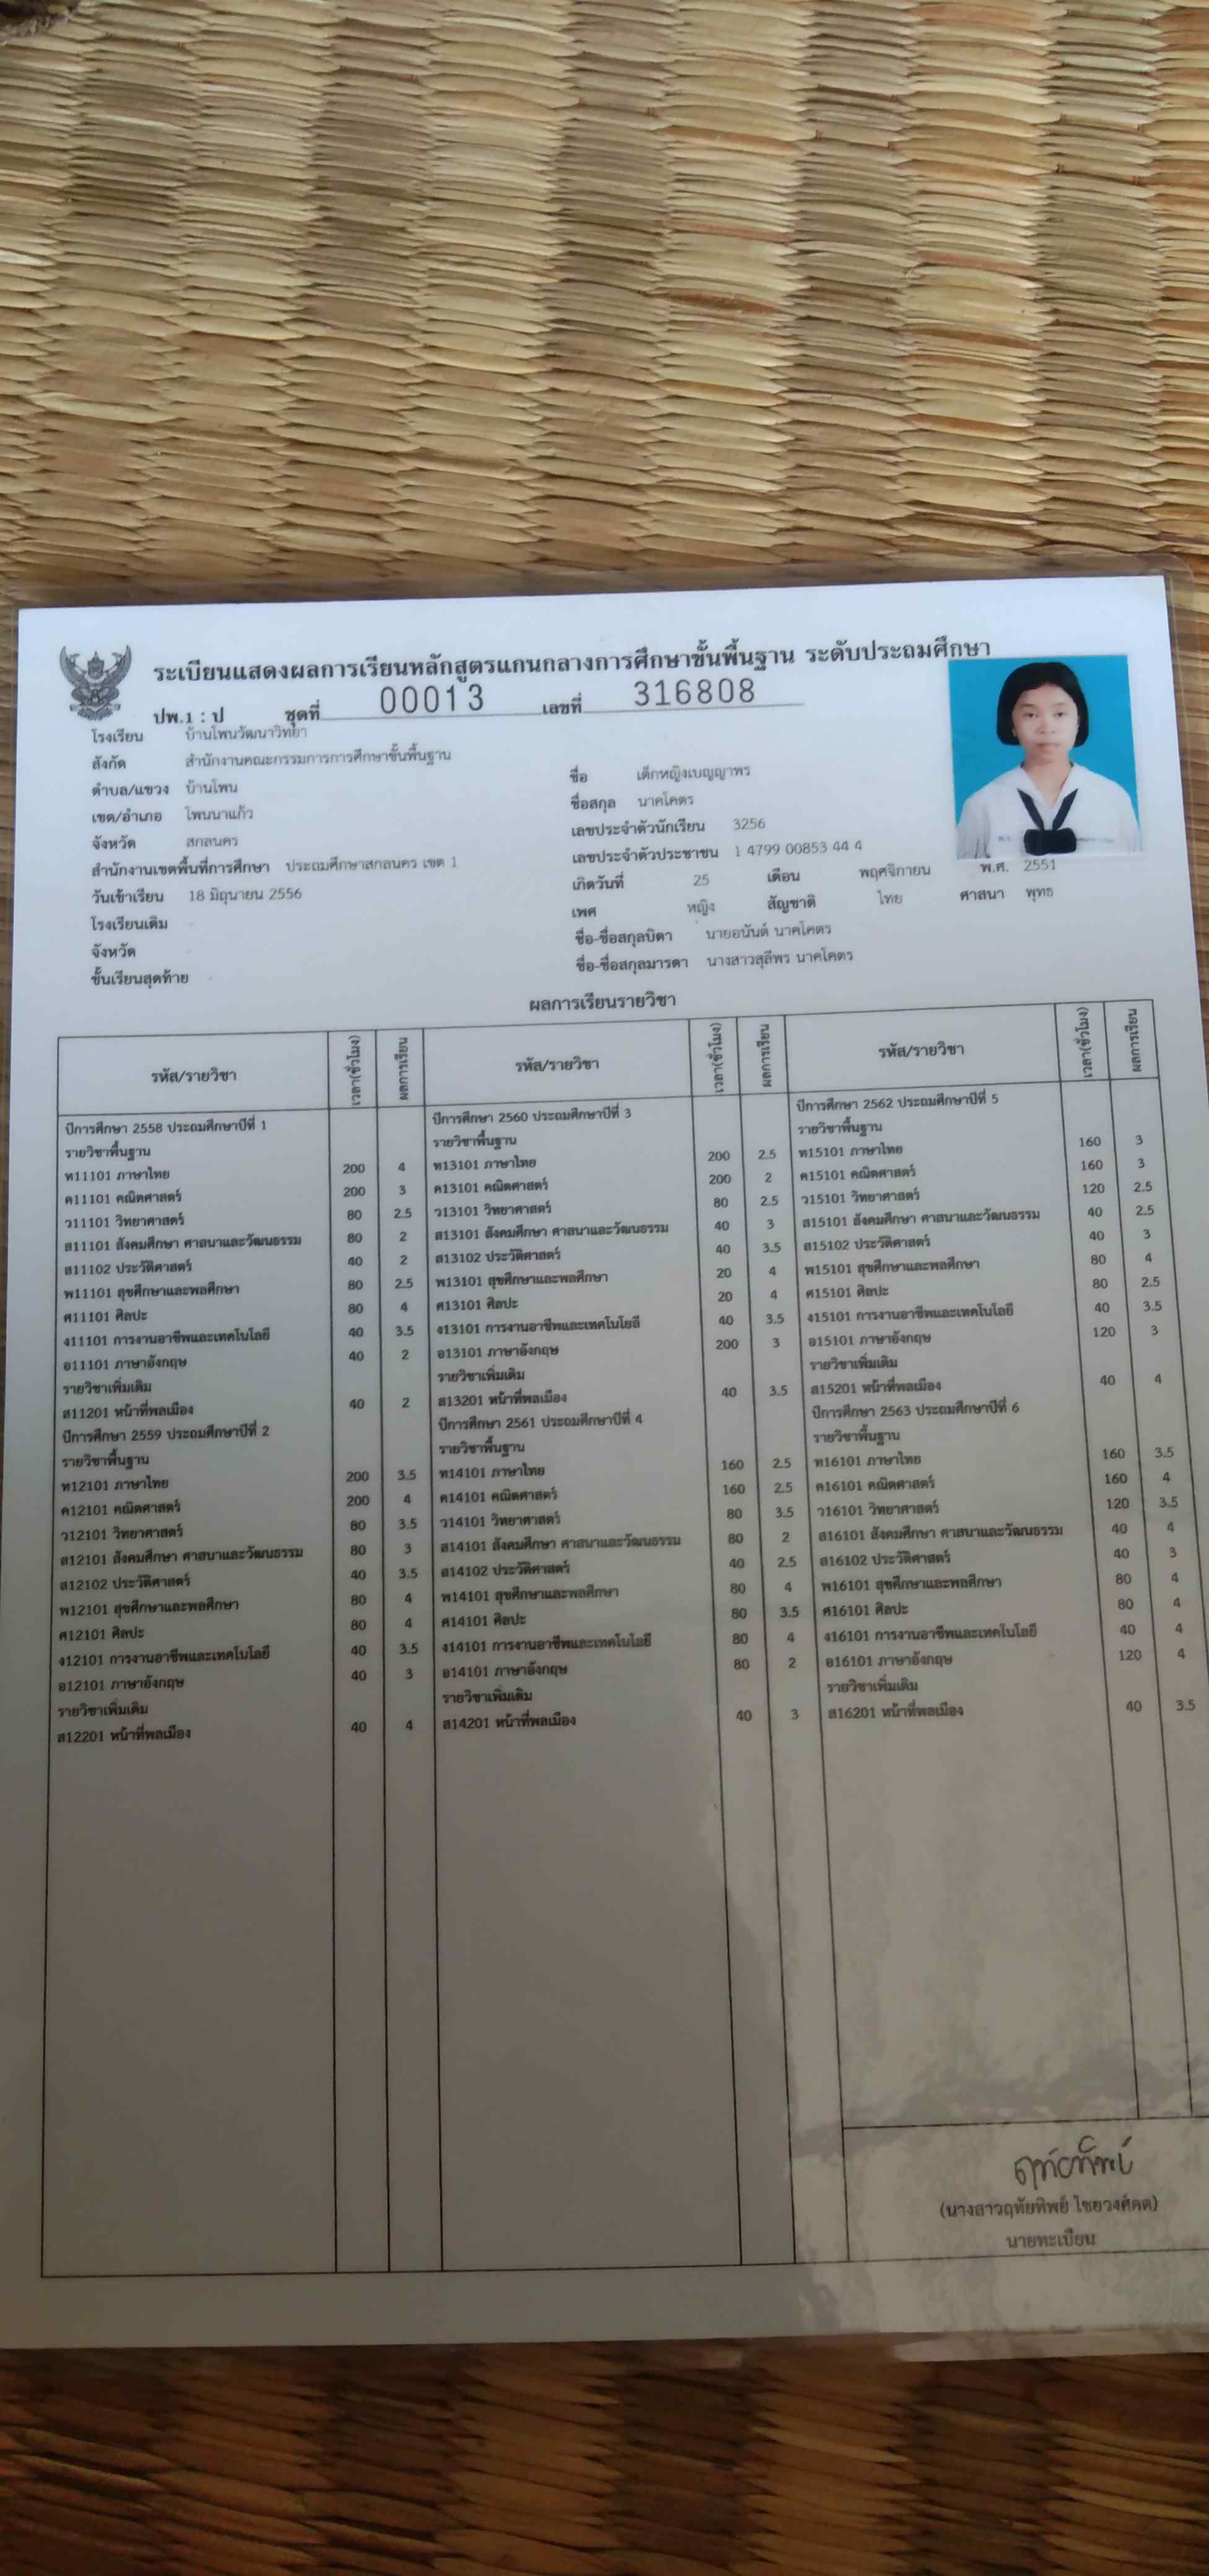 ระเบียนแสดงผลการเรียนหลักสูตรแกนกลางการศึกษาขั้นพื้นฐาน ระดับประถมศึกษา
ปพ.1 : ป ชุดที่ 00013 เลขที่ 316808
โรงเรียน บ้านโพนวัฒนาวิทยา
สังกัด สำนักงานคณะกรรมการการศึกษาขั้นพื้นฐาน
ตำบล/แขวง บ้านโพน
เขต/อำเภอ โพนนาแก้ว
จังหวัด สกลนคร
สำนักงานเขตพื้นที่การศึกษา ประถมศึกษาสกลนคร เขต 1
วันเข้าเรียน 18 มิถุนายน 2556
โรงเรียนเดิม -
จังหวัด
ชั้นเรียนสุดท้าย -
ชื่อ เด็กหญิงเบญญาพร
ชื่อสกุล นาคโคตร
เลขประจำตัวนักเรียน 3256
เลขประจำตัวประชาชน 1 4799 00853 44 4
เกิดวันที่ 25 เดือน พฤศจิกายน พ.ศ. 2551
เพศ หญิง สัญชาติ ไทย ศาสนา พุทธ
ชื่อ-ชื่อสกุลบิดา นายอนันต์ นาคโคตร
ชื่อ-ชื่อสกุลมารดา นางสาวสุลีพร นาคโคตร
ผลการเรียนรายวิชา
รหัส/รายวิชา เวลา(ชั่วโมง) ผลการเรียน
ปีการศึกษา 2558 ประถมศึกษาปีที่ 1
รายวิชาพื้นฐาน
ท11101 ภาษาไทย 200 4
ค11101 คณิตศาสตร์ 200 3
ว11101 วิทยาศาสตร์ 80 2.5
ส11101 สังคมศึกษา ศาสนาและวัฒนธรรม 80 2
ส11102 ประวัติศาสตร์ 40 2
พ11101 สุขศึกษาและพลศึกษา 80 2.5
ศ11101 ศิลปะ 80 4
ง11101 การงานอาชีพและเทคโนโลยี 40 3.5
อ11101 ภาษาอังกฤษ 40 2
รายวิชาเพิ่มเติม
ส11201 หน้าที่พลเมือง 40 2
ปีการศึกษา 2559 ประถมศึกษาปีที่ 2
รายวิชาพื้นฐาน
ท12101 ภาษาไทย 200 3.5
ค12101 คณิตศาสตร์ 200 4
ว12101 วิทยาศาสตร์ 80 3.5
ส12101 สังคมศึกษา ศาสนาและวัฒนธรรม 80 3
ส12102 ประวัติศาสตร์ 40 3.5
พ12101 สุขศึกษาและพลศึกษา 80 4
ศ12101 ศิลปะ 80 4
ง12101 การงานอาชีพและเทคโนโลยี 40 3.5
อ12101 ภาษาอังกฤษ 40 3
รายวิชาเพิ่มเติม
ส12201 หน้าที่พลเมือง 40 4
รหัส/รายวิชา เวลา(ชั่วโมง) ผลการเรียน
ปีการศึกษา 2560 ประถมศึกษาปีที่ 3
รายวิชาพื้นฐาน
ท13101 ภาษาไทย 200 2.5
ค13101 คณิตศาสตร์ 200 2
ว13101 วิทยาศาสตร์ 80 2.5
ส13101 สังคมศึกษา ศาสนาและวัฒนธรรม 40 3
ส13102 ประวัติศาสตร์ 40 3.5
พ13101 สุขศึกษาและพลศึกษา 20 4
ศ13101 ศิลปะ 20 4
ง13101 การงานอาชีพและเทคโนโยลี 40 3.5
อ13101 ภาษาอังกฤษ 200 3
รายวิชาเพิ่มเติม
ส13201 หน้าที่พลเมือง 40 3.5
ปีการศึกษา 2561 ประถมศึกษาปีที่ 4
รายวิชาพื้นฐาน
ท14101 ภาษาไทย 160 2.5
ค14101 คณิตศาสตร์ 160 2.5
ว14101 วิทยาศาสตร์ 80 3.5
ส14101 สังคมศึกษา ศาสนาและวัฒนธรรม 80 2
ส14102 ประวัติศาสตร์ 40 2.5
พ14101 สุขศึกษาและพลศึกษา 80 4
ศ14101 ศิลปะ 80 3.5
ง14101 การงานอาชีพและเทคโนโลยี 80 4
อ14101 ภาษาอังกฤษ 80 2
รายวิชาเพิ่มเติม
ส14201 หน้าที่พลเมือง 40 3
รหัส/รายวิชา เวลา(ชั่วโมง) ผลการเรียน
ปีการศึกษา 2562 ประถมศึกษาปีที่ 5
รายวิชาพื้นฐาน
ท15101 ภาษาไทย 160 3
ค15101 คณิตศาสตร์ 160 3
ว15101 วิทยาศาสตร์ 120 2.5
ส15101 สังคมศึกษา ศาสนาและวัฒนธรรม 40 2.5
ส15102 ประวัติศาสตร์ 40 3
พ15101 สุขศึกษาและพลศึกษา 80 4
ศ15101 ศิลปะ 80 2.5
ง15101 การงานอาชีพและเทคโนโลยี 40 3.5
อ15101 ภาษาอังกฤษ 120 3
รายวิชาเพิ่มเติม
ส15201 หน้าที่พลเมือง 40 4
ปีการศึกษา 2563 ประถมศึกษาปีที่ 6
รายวิชาพื้นฐาน
ท16101 ภาษาไทย 160 3.5
ค16101 คณิตศาสตร์ 160 4
ว16101 วิทยาศาสตร์ 120 3.5
ส16101 สังคมศึกษา ศาสนาและวัฒนธรรม 40 4
ส16102 ประวัติศาสตร์ 40 3
พ16101 สุขศึกษาและพลศึกษา 80 4
ศ16101 ศิลปะ 80 4
ง16101 การงานอาชีพและเทคโนโลยี 40 4
อ16101 ภาษาอังกฤษ 120 4
รายวิชาเพิ่มเติม
ส16201 หน้าที่พลเมือง 40 3.5
ฤทัยทิพย์
(นางสาวฤทัยทิพย์ ไชยวงศ์คต)
นายทะเบียน